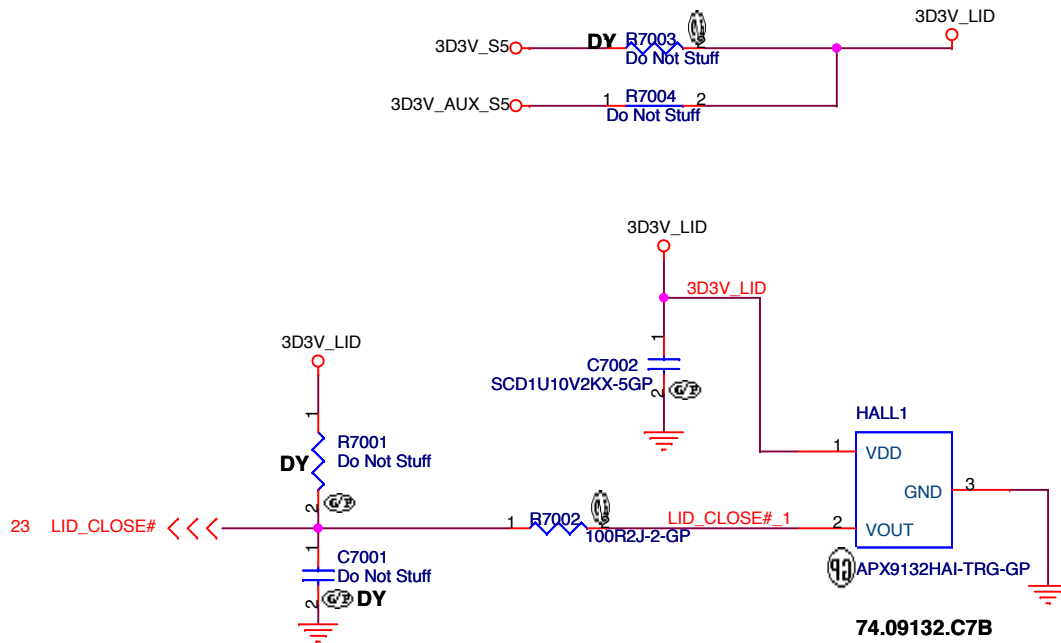 3D3V_LID
3D3V_S5
DY
R7003
2
Do Not Stuff
3D3V_AUX_S5
1
R7004
2
Do Not Stuff
3D3V_LID
3D3V_LID
1
C7002
SCD1U10V2KX-5GP
2
G/P
3D3V_LID
1
R7001
DY
Do Not Stuff
2
G/P
HALL1
1
VDD
GND
3
VOUT
2
23 LID_CLOSE#
1
R7002
2
100R2J-2-GP
LID_CLOSE#_1
1
C7001
Do Not Stuff
2
G/P
DY
APX9132HAI-TRG-GP
74.09132.C7B